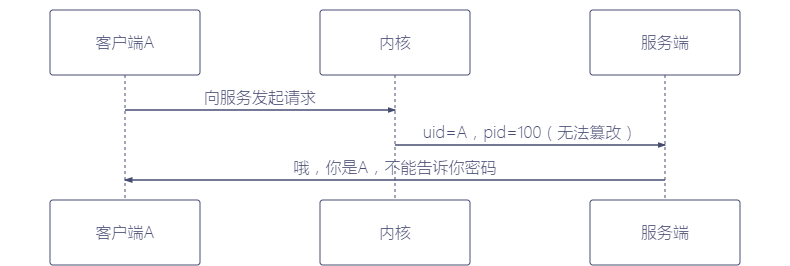 客户端A
内核
服务端
向服务发起请求
uid=A，pid=100（无法篡改）
哦，你是A，不能告诉你密码
客户端A
内核
服务端